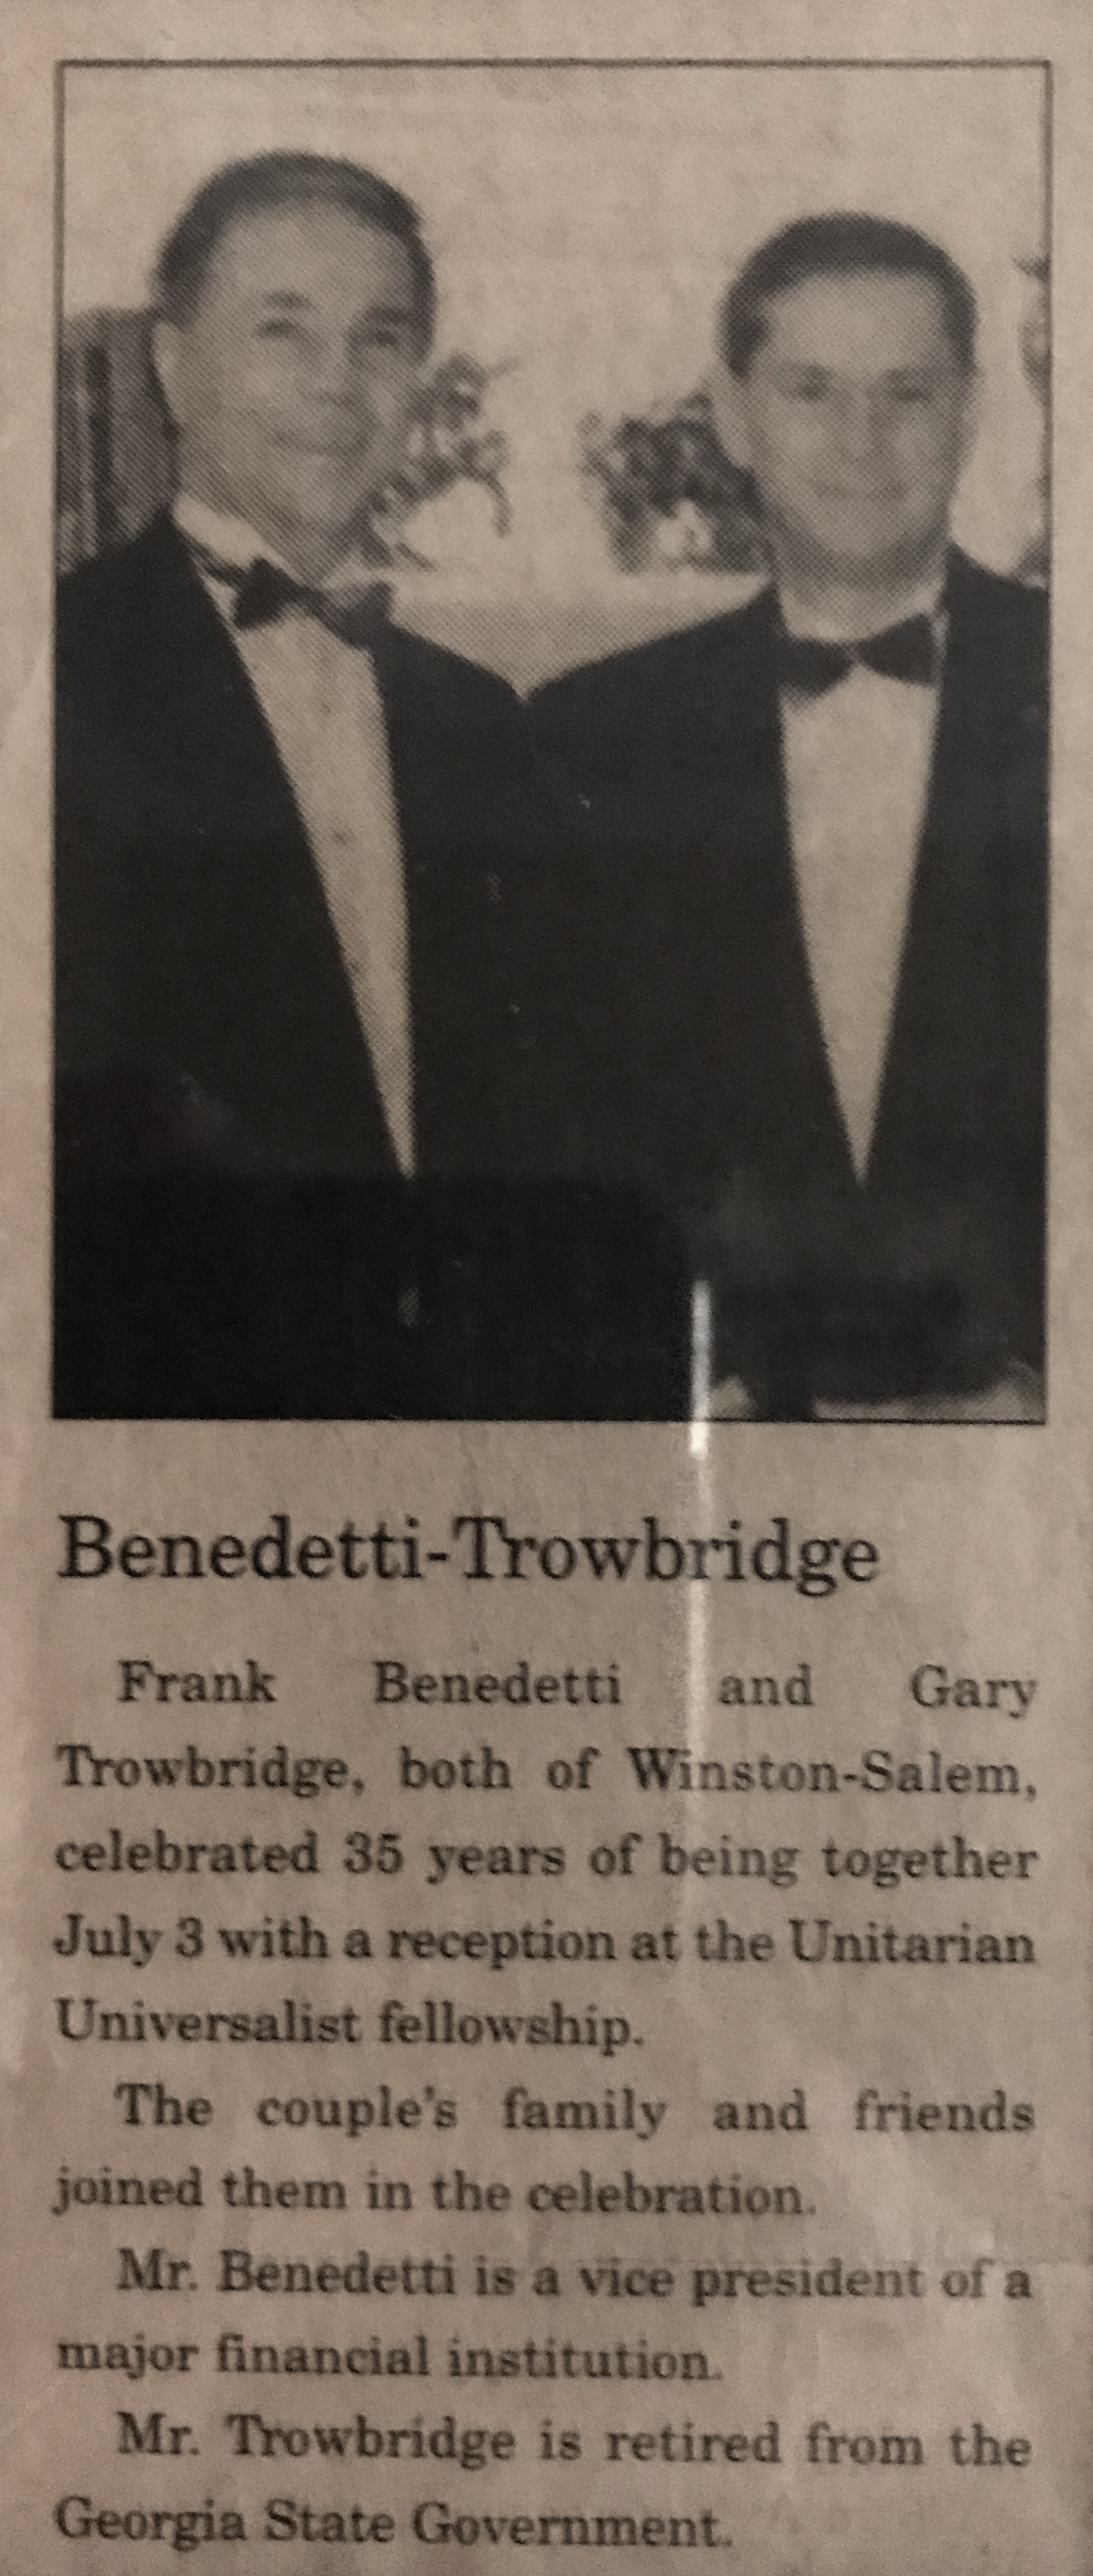 Benedetti-Trowbridge
Frank Benedetti and Gary
Trowbridge, both of Winston-Salem,
celebrated 35 years of being together
July 3 with a reception at the Unitarian
Universalist fellowship.
The couple's family and friends
joined them in the celebration.
Mr. Benedetti is a vice president of a
major financial institution.
Mr. Trowbridge is retired from the
Georgia State Government.